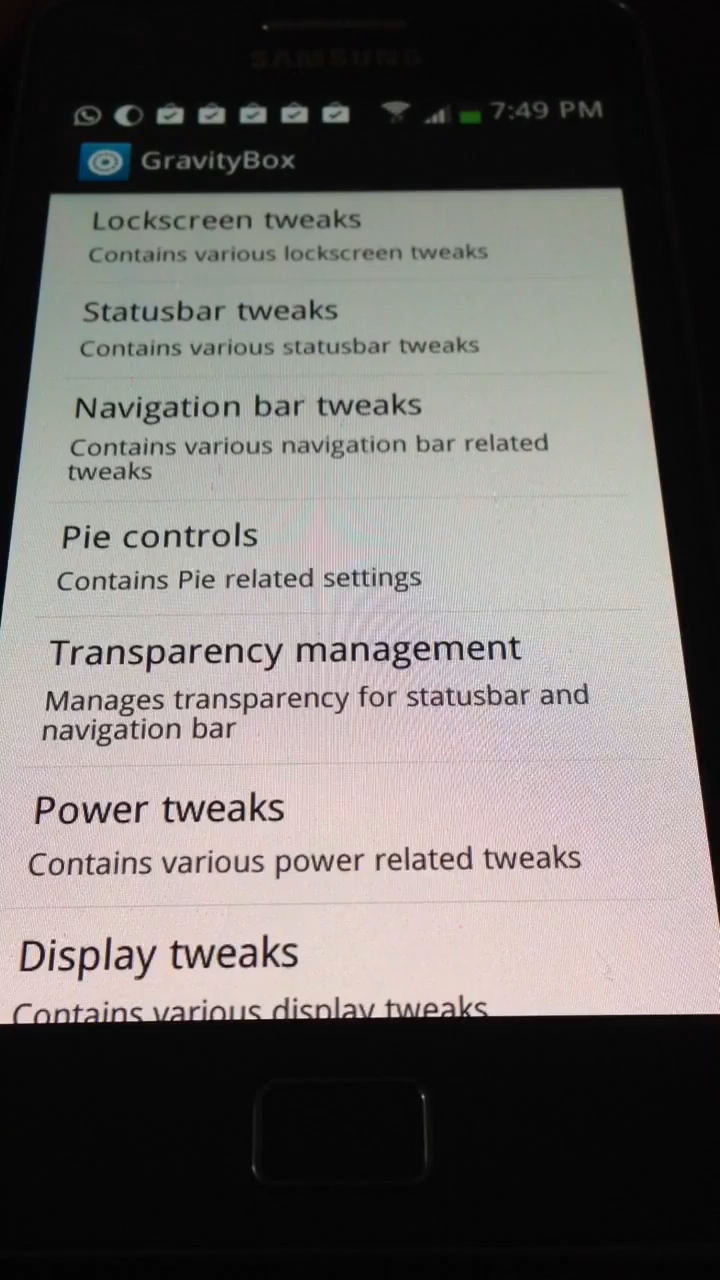 SAMSUNG
7:49 PM
GravityBox
Lockscreen tweaks
Contains various lockscreen tweaks
Statusbar tweaks
Contains various statusbar tweaks
Navigation bar tweaks
Contains various navigation bar related
tweaks
Pie controls
Contains Pie related settings
Transparency management
Manages transparency for statusbar and
navigation bar
Power tweaks
Contains various power related tweaks
Display tweaks
Contains various display tweaks